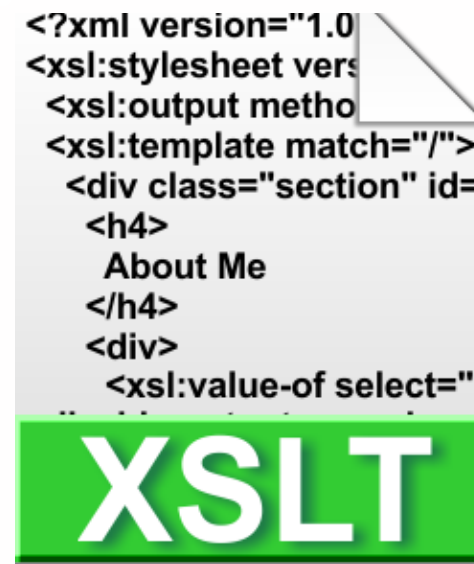 <?xml version="1.0
<xsl:stylesheet vers
<xsl:output metho
<xsl:template match="/">
<div class="section" id=
<h4>
About Me
</h4>
<div>
<xsl:value-of select="
XSLT